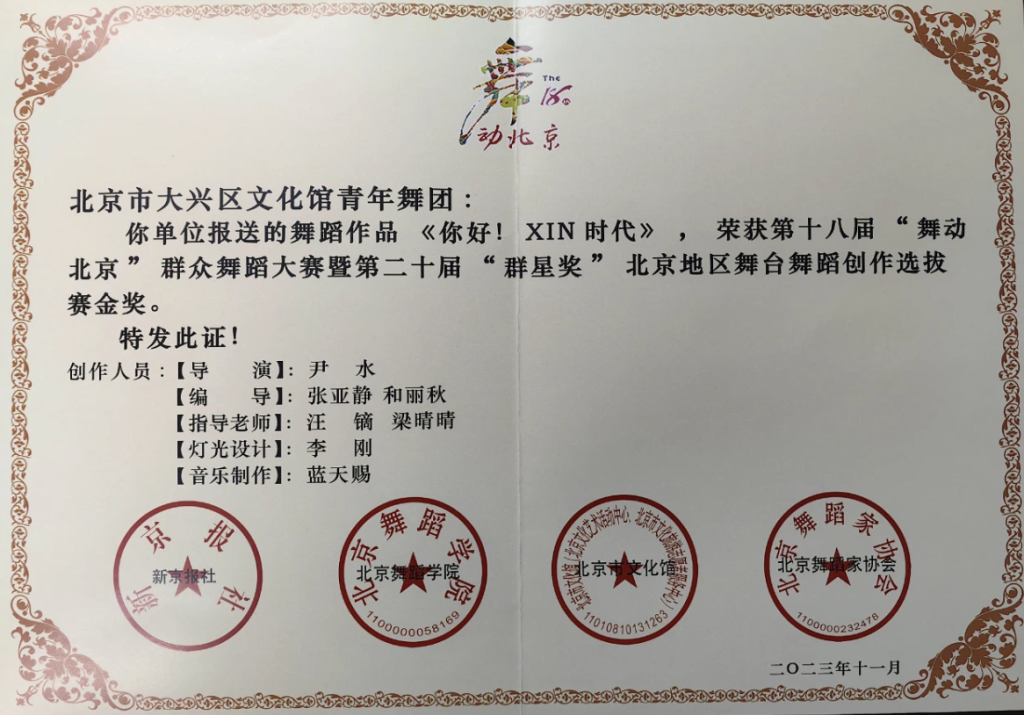 舞
The 18th
动北京
北京市大兴区文化馆青年舞团：
你单位报送的舞蹈作品《你好！XIN时代》，荣获第十八届“舞动
北京”群众舞蹈大赛暨第二十届“群星奖”北京地区舞台舞蹈创作选拔
赛金奖。
特发此证！
创作人员：【导 演】：尹 水
【编 导】：张亚静 和丽秋
【指导老师】：汪 镝 梁晴晴
【灯光设计】：李 刚
【音乐制作】：蓝天赐
新京报社
新京报社
北京舞蹈学院
北京舞蹈学院
1100000058169
北京市文化馆
11010810131263
北京舞蹈家协会
北京舞蹈家协会
1100000232478
二〇二三年十一月